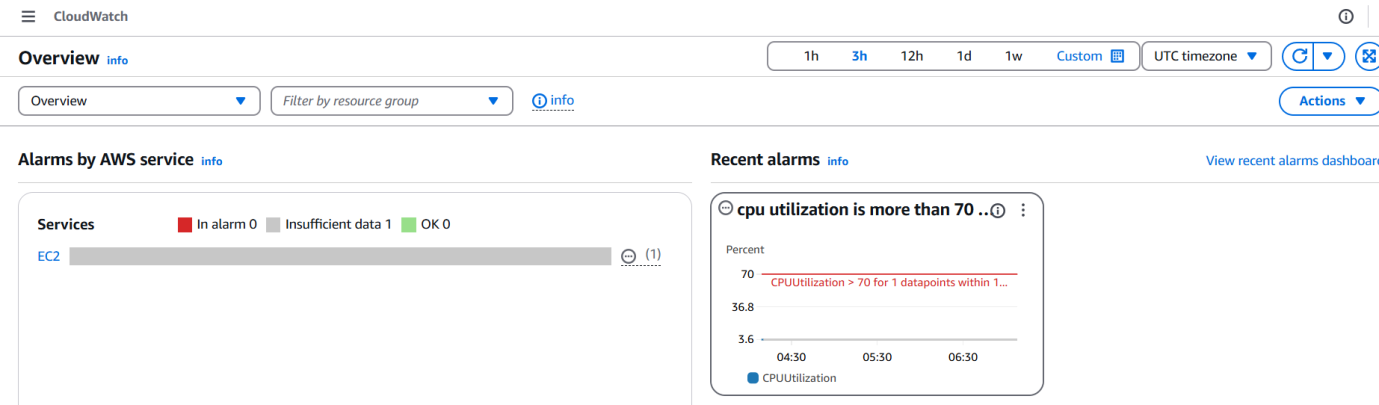 CloudWatch
Overview info
1h 3h 12h 1d 1w Custom UTC timezone
Overview Filter by resource group info Actions
Alarms by AWS service info
Services In alarm 0 Insufficient data 1 OK 0
EC2 (1)
Recent alarms info View recent alarms dashboard
cpu utilization is more than 70 ...
Percent
70
CPUUtilization > 70 for 1 datapoints within 1...
36.8
3.6
04:30 05:30 06:30
CPUUtilization